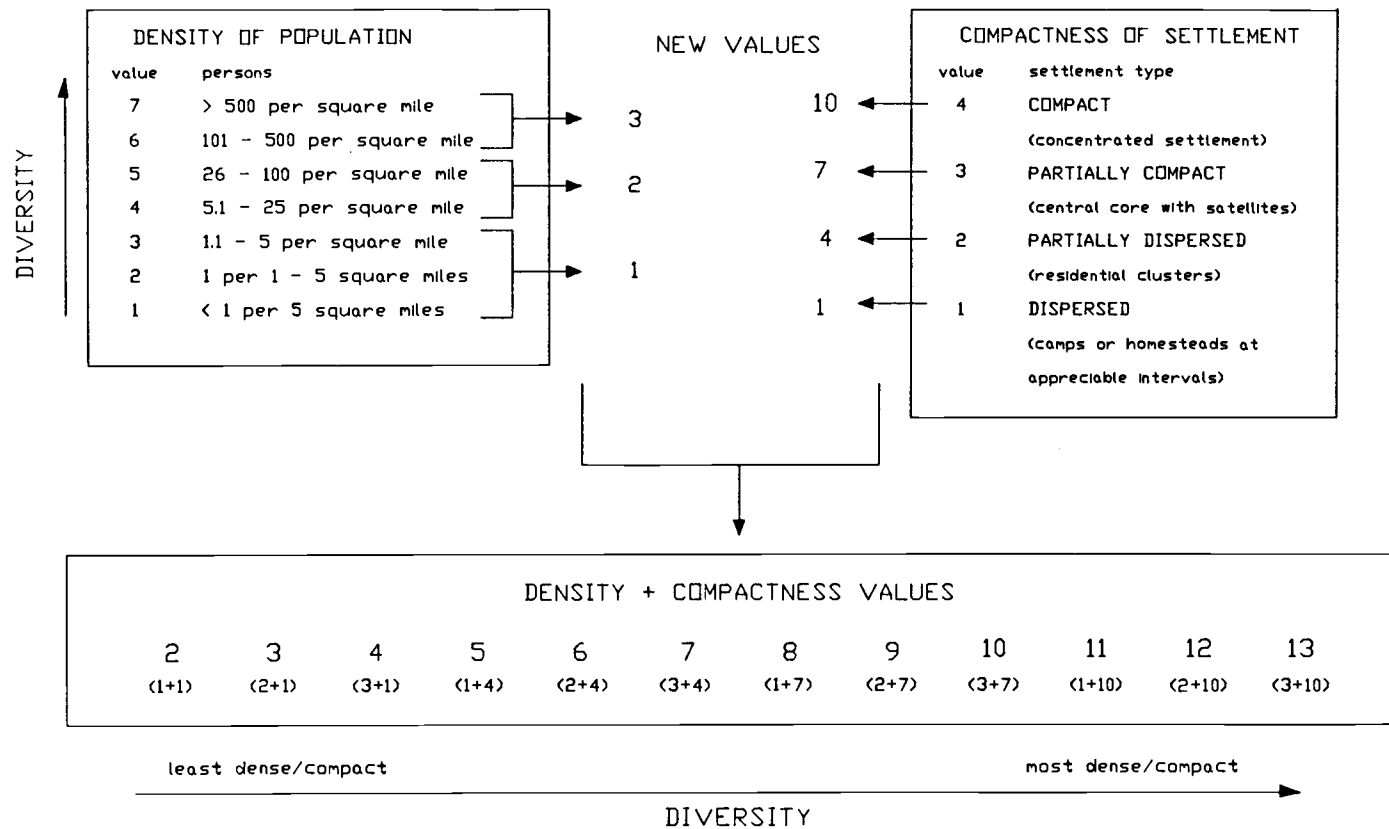 DENSITY OF POPULATION
value persons
7 > 500 per square mile
6 101 - 500 per square mile
5 26 - 100 per square mile
4 5.1 - 25 per square mile
3 1.1 - 5 per square mile
2 1 per 1 - 5 square miles
1 < 1 per 5 square miles
DIVERSITY
NEW VALUES
3
2
1
10
7
4
1
COMPACTNESS OF SETTLEMENT
value settlement type
4 COMPACT
(concentrated settlement)
3 PARTIALLY COMPACT
(central core with satellites)
2 PARTIALLY DISPERSED
(residential clusters)
1 DISPERSED
(camps or homesteads at
appreciable intervals)
DENSITY + COMPACTNESS VALUES
2 3 4 5 6 7 8 9 10 11 12 13
(1+1) (2+1) (3+1) (1+4) (2+4) (3+4) (1+7) (2+7) (3+7) (1+10) (2+10) (3+10)
least dense/compact most dense/compact
DIVERSITY